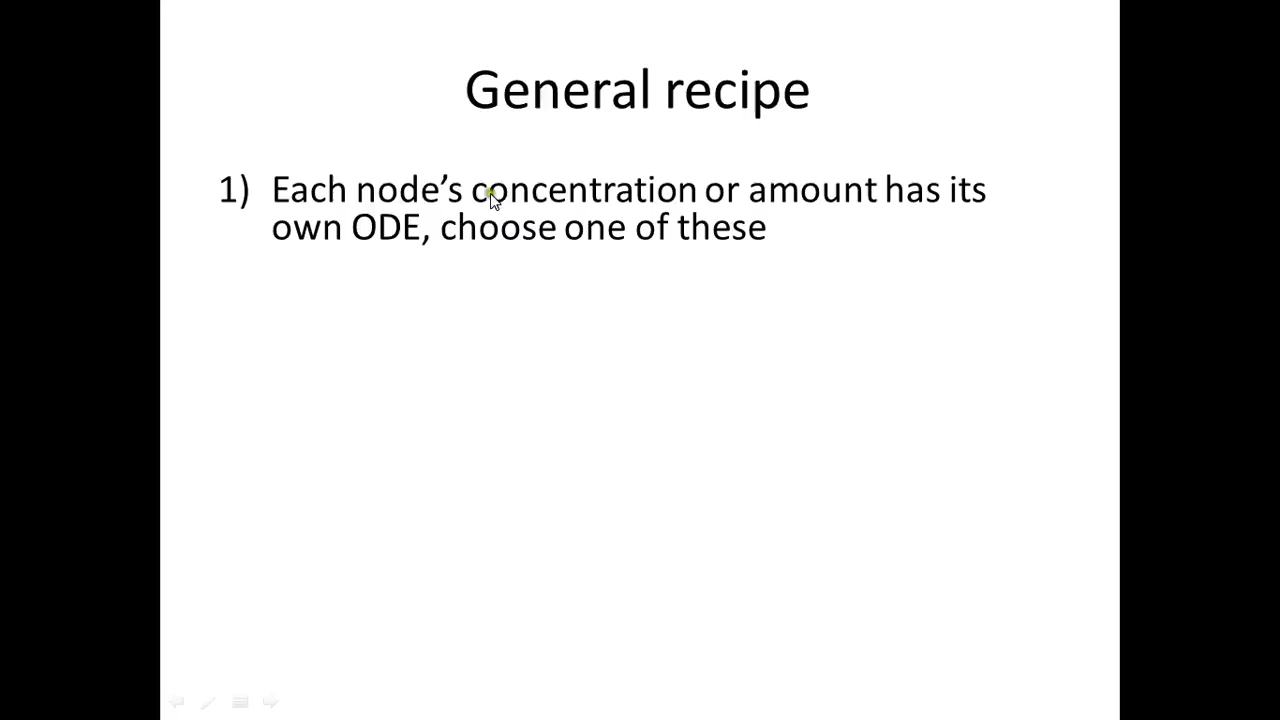 General recipe
1) Each node’s concentration or amount has its
own ODE, choose one of these